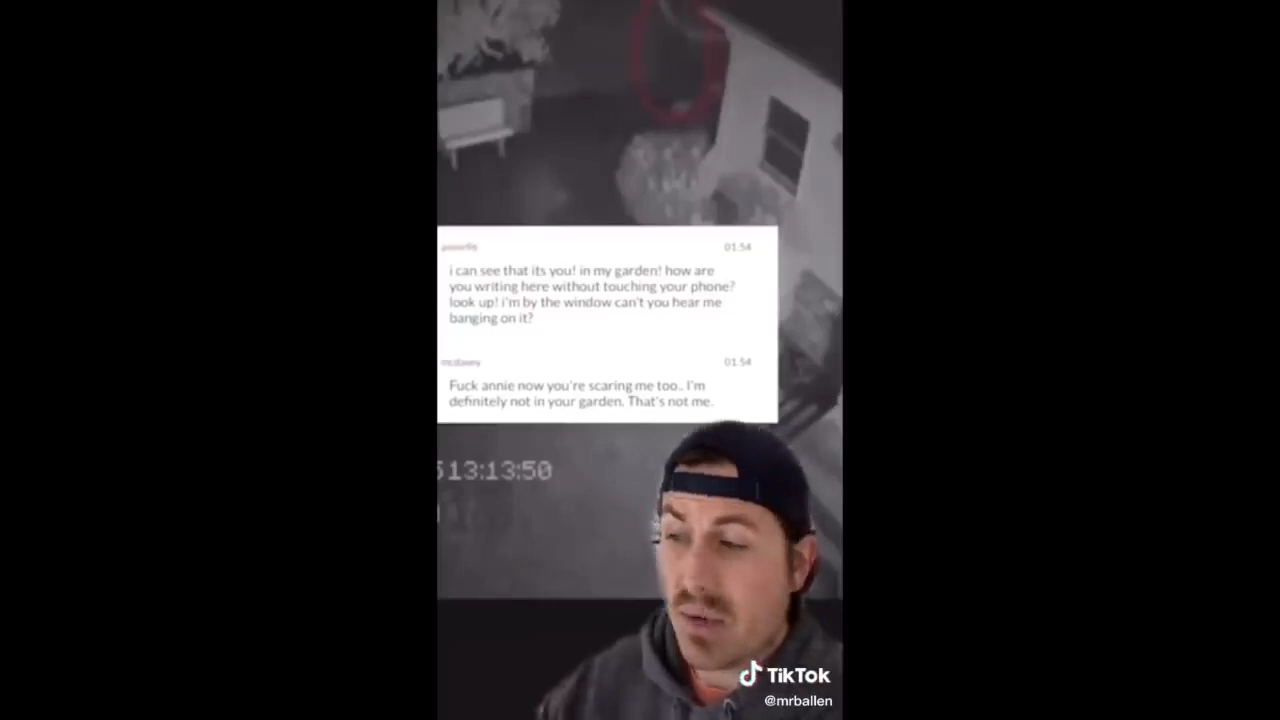 01:54
i can see that its you! in my garden! how are
you writing here without touching your phone?
look up! i'm by the window can't you hear me
banging on it?
01:54
Fuck annie now you're scaring me too.. I'm
definitely not in your garden. That's not me.
13:13:50
TikTok
@mrballen